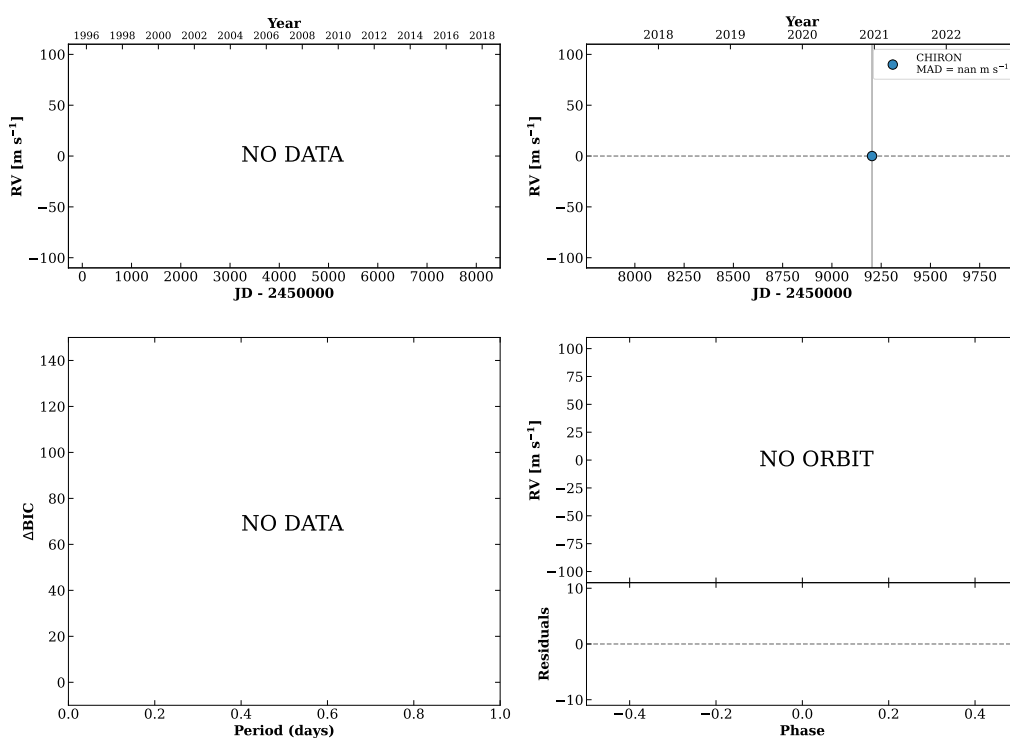 Year
1996 1998 2000 2002 2004 2006 2008 2010 2012 2014 2016 2018
100
50
0
−50
−100
RV [m s⁻¹]
NO DATA
0 1000 2000 3000 4000 5000 6000 7000 8000
JD - 2450000
Year
2018 2019 2020 2021 2022
CHIRON
MAD = nan m s⁻¹
100
50
0
−50
−100
RV [m s⁻¹]
8000 8250 8500 8750 9000 9250 9500 9750
JD - 2450000
140
120
100
80
60
40
20
0
ΔBIC
NO DATA
0.0 0.2 0.4 0.6 0.8 1.0
Period (days)
100
75
50
25
0
−25
−50
−75
−100
RV [m s⁻¹]
NO ORBIT
10
0
−10
Residuals
−0.4 −0.2 0.0 0.2 0.4
Phase